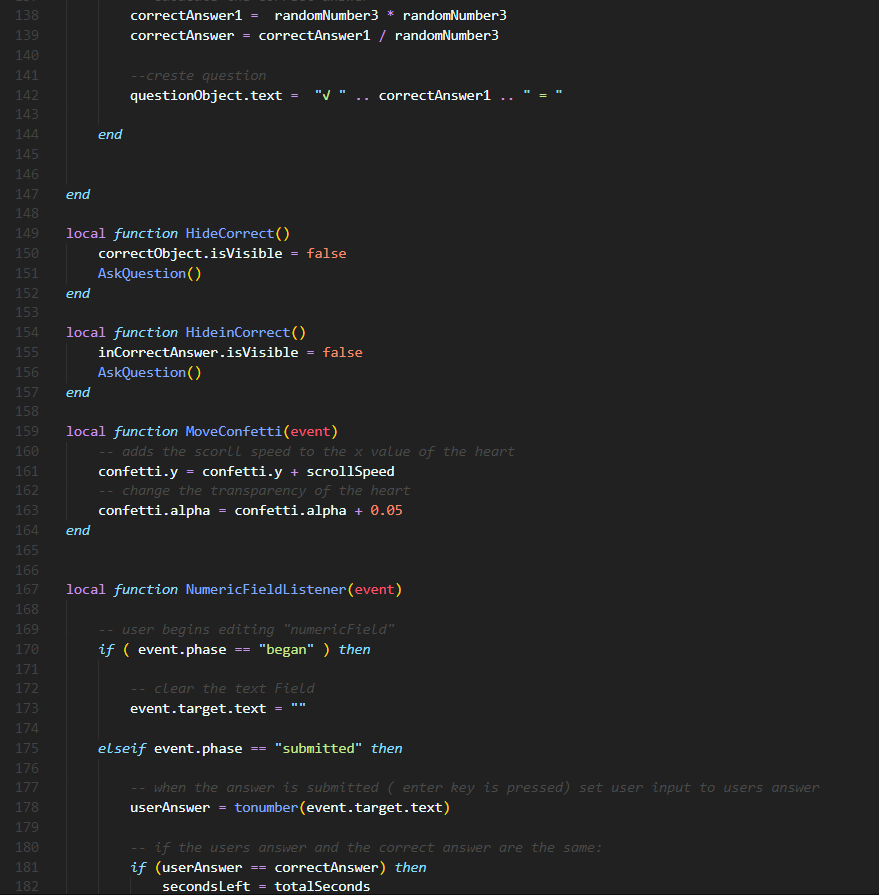 138 correctAnswer1 =  randomNumber3 * randomNumber3
139 correctAnswer = correctAnswer1 / randomNumber3
140
141 --creste question
142 questionObject.text =  "√ " .. correctAnswer1 .. " = "
143
144 end
145
146
147 end
148
149 local function HideCorrect()
150 correctObject.isVisible = false
151 AskQuestion()
152 end
153
154 local function HideinCorrect()
155 inCorrectAnswer.isVisible = false
156 AskQuestion()
157 end
158
159 local function MoveConfetti(event)
160 -- adds the scorll speed to the x value of the heart
161 confetti.y = confetti.y + scrollSpeed
162 -- change the transparency of the heart
163 confetti.alpha = confetti.alpha + 0.05
164 end
165
166
167 local function NumericFieldListener(event)
168
169 -- user begins editing "numericField"
170 if ( event.phase == "began" ) then
171
172 -- clear the text Field
173 event.target.text = ""
174
175 elseif event.phase == "submitted" then
176
177 -- when the answer is submitted ( enter key is pressed) set user input to users answer
178 userAnswer = tonumber(event.target.text)
179
180 -- if the users answer and the correct answer are the same:
181 if (userAnswer == correctAnswer) then
182 secondsLeft = totalSeconds